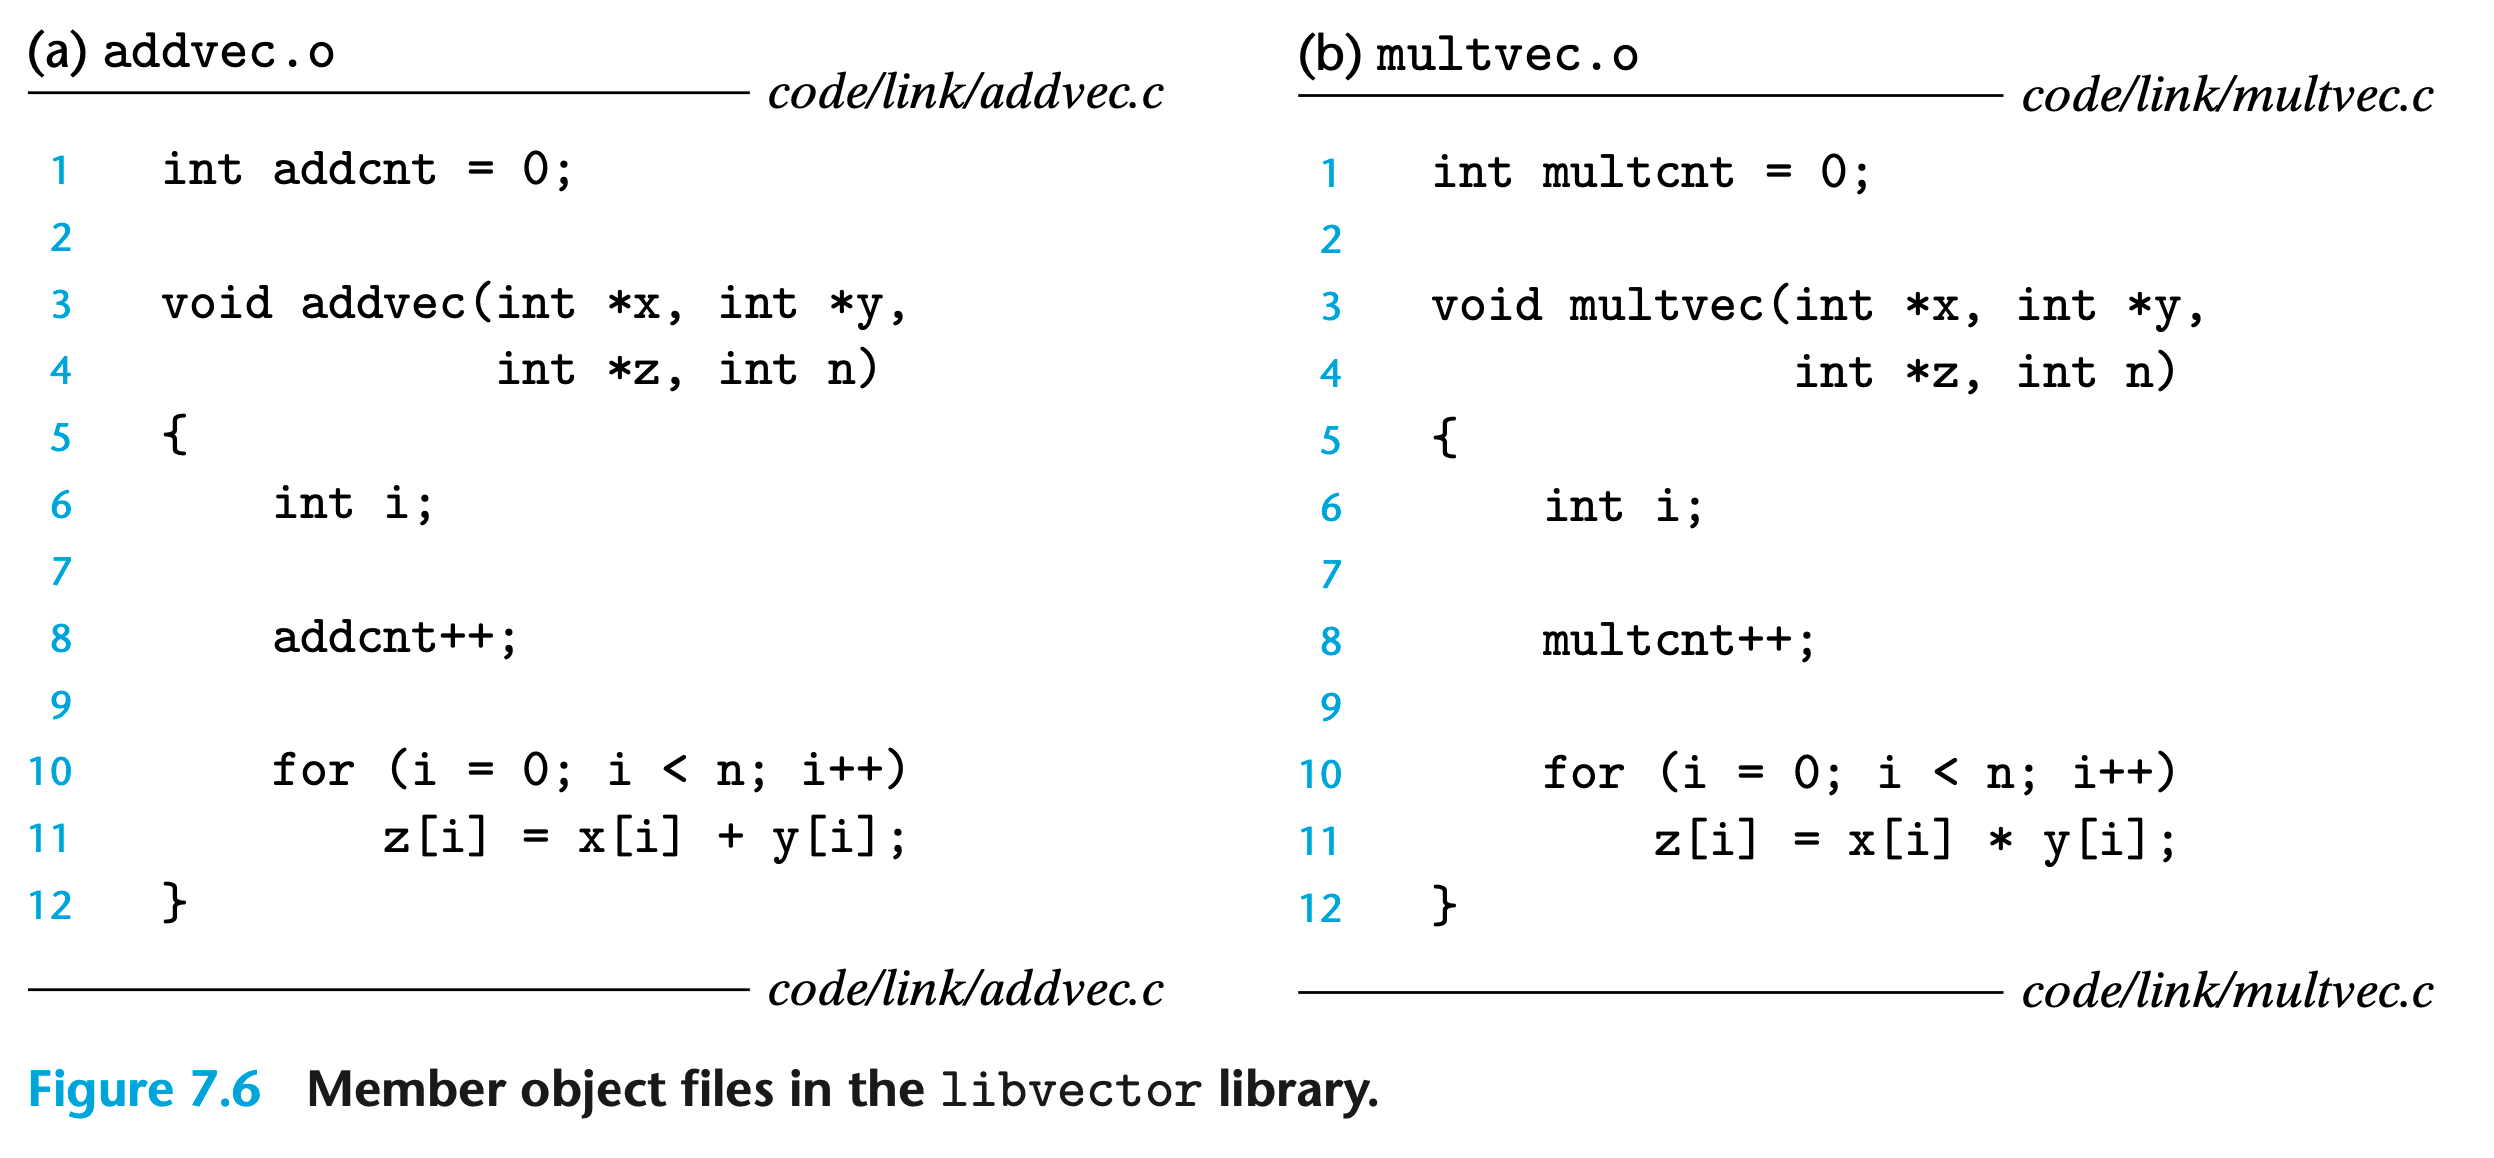 (a) addvec.o
code/link/addvec.c
1 int addcnt = 0;
2
3 void addvec(int *x, int *y,
4 int *z, int n)
5 {
6 int i;
7
8 addcnt++;
9
10 for (i = 0; i < n; i++)
11 z[i] = x[i] + y[i];
12 }
code/link/addvec.c
(b) multvec.o
code/link/multvec.c
1 int multcnt = 0;
2
3 void multvec(int *x, int *y,
4 int *z, int n)
5 {
6 int i;
7
8 multcnt++;
9
10 for (i = 0; i < n; i++)
11 z[i] = x[i] * y[i];
12 }
code/link/multvec.c
Figure 7.6 Member object files in the libvector library.